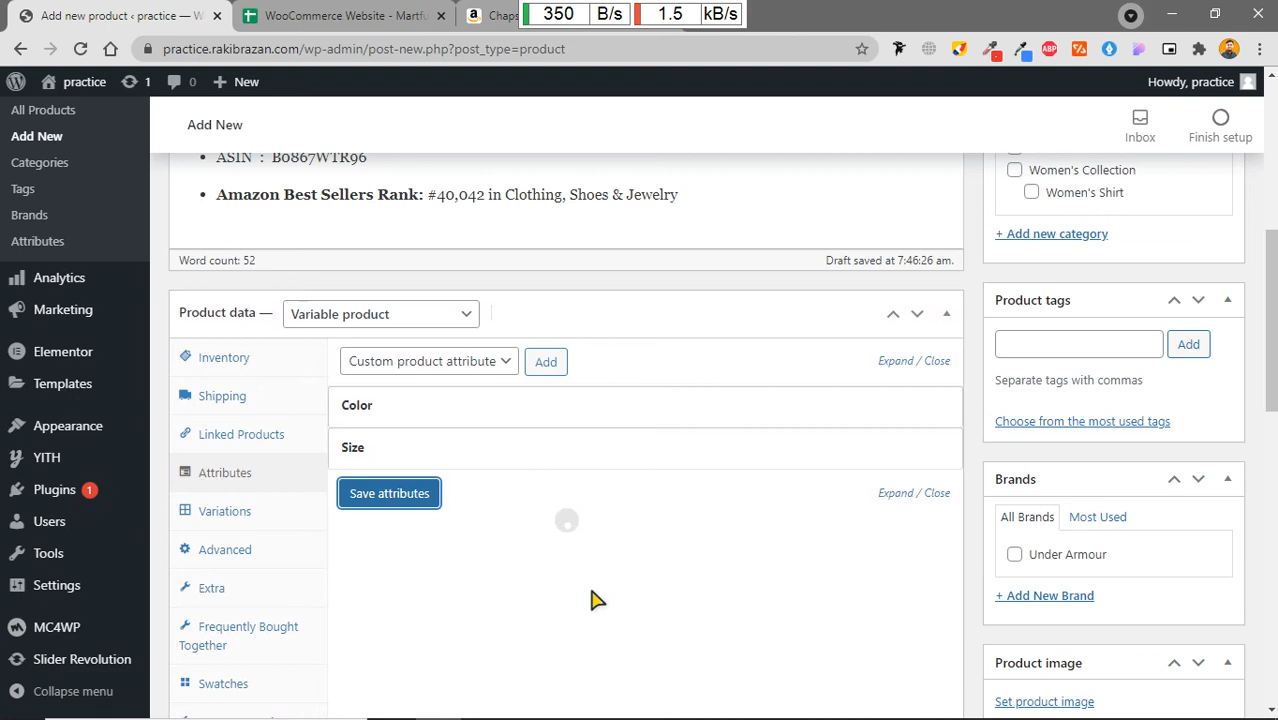 Add new product ‹ practice — W
WooCommerce Website - Martfu
Chaps
350
B/s
1.5
kB/s
practice.rakibrazan.com/wp-admin/post-new.php?post_type=product
ABP
practice
1
0
New
Howdy, practice
All Products
Add New
Categories
Tags
Brands
Attributes
Analytics
Marketing
Elementor
Templates
Appearance
YITH
Plugins 1
Users
Tools
Settings
MC4WP
Slider Revolution
Collapse menu
Add New
Inbox
Finish setup
ASIN : B0867WTR96
Amazon Best Sellers Rank: #40,042 in Clothing, Shoes & Jewelry
Word count: 52
Draft saved at 7:46:26 am.
Product data —
Variable product
Inventory
Shipping
Linked Products
Attributes
Variations
Advanced
Extra
Frequently Bought
Together
Swatches
Custom product attribute
Add
Expand / Close
Color
Size
Save attributes
Expand / Close
Women's Collection
Women's Shirt
+ Add new category
Product tags
Add
Separate tags with commas
Choose from the most used tags
Brands
All Brands
Most Used
Under Armour
+ Add New Brand
Product image
Set product image